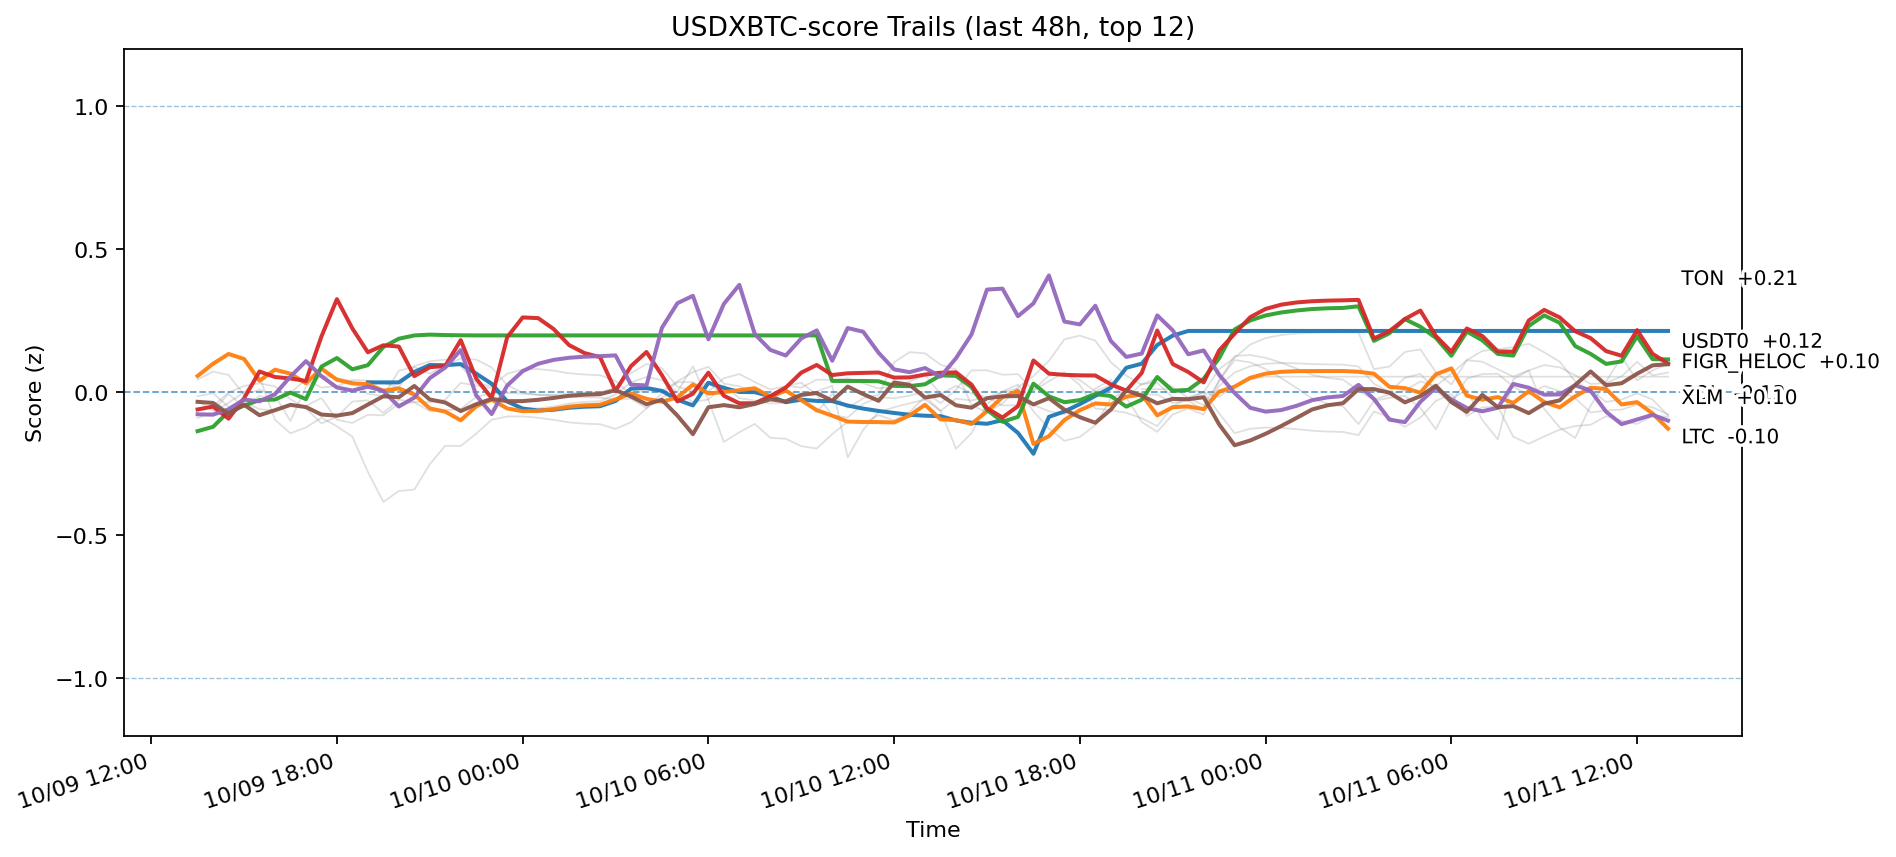 USDXBTC-score Trails (last 48h, top 12)
Score (z)
1.0
0.5
0.0
−0.5
−1.0
TON +0.21
USDT0 +0.12
FIGR_HELOC +0.10
XLM +0.10
LTC -0.10
10/09 12:00
10/09 18:00
10/10 00:00
10/10 06:00
10/10 12:00
10/10 18:00
10/11 00:00
10/11 06:00
10/11 12:00
Time